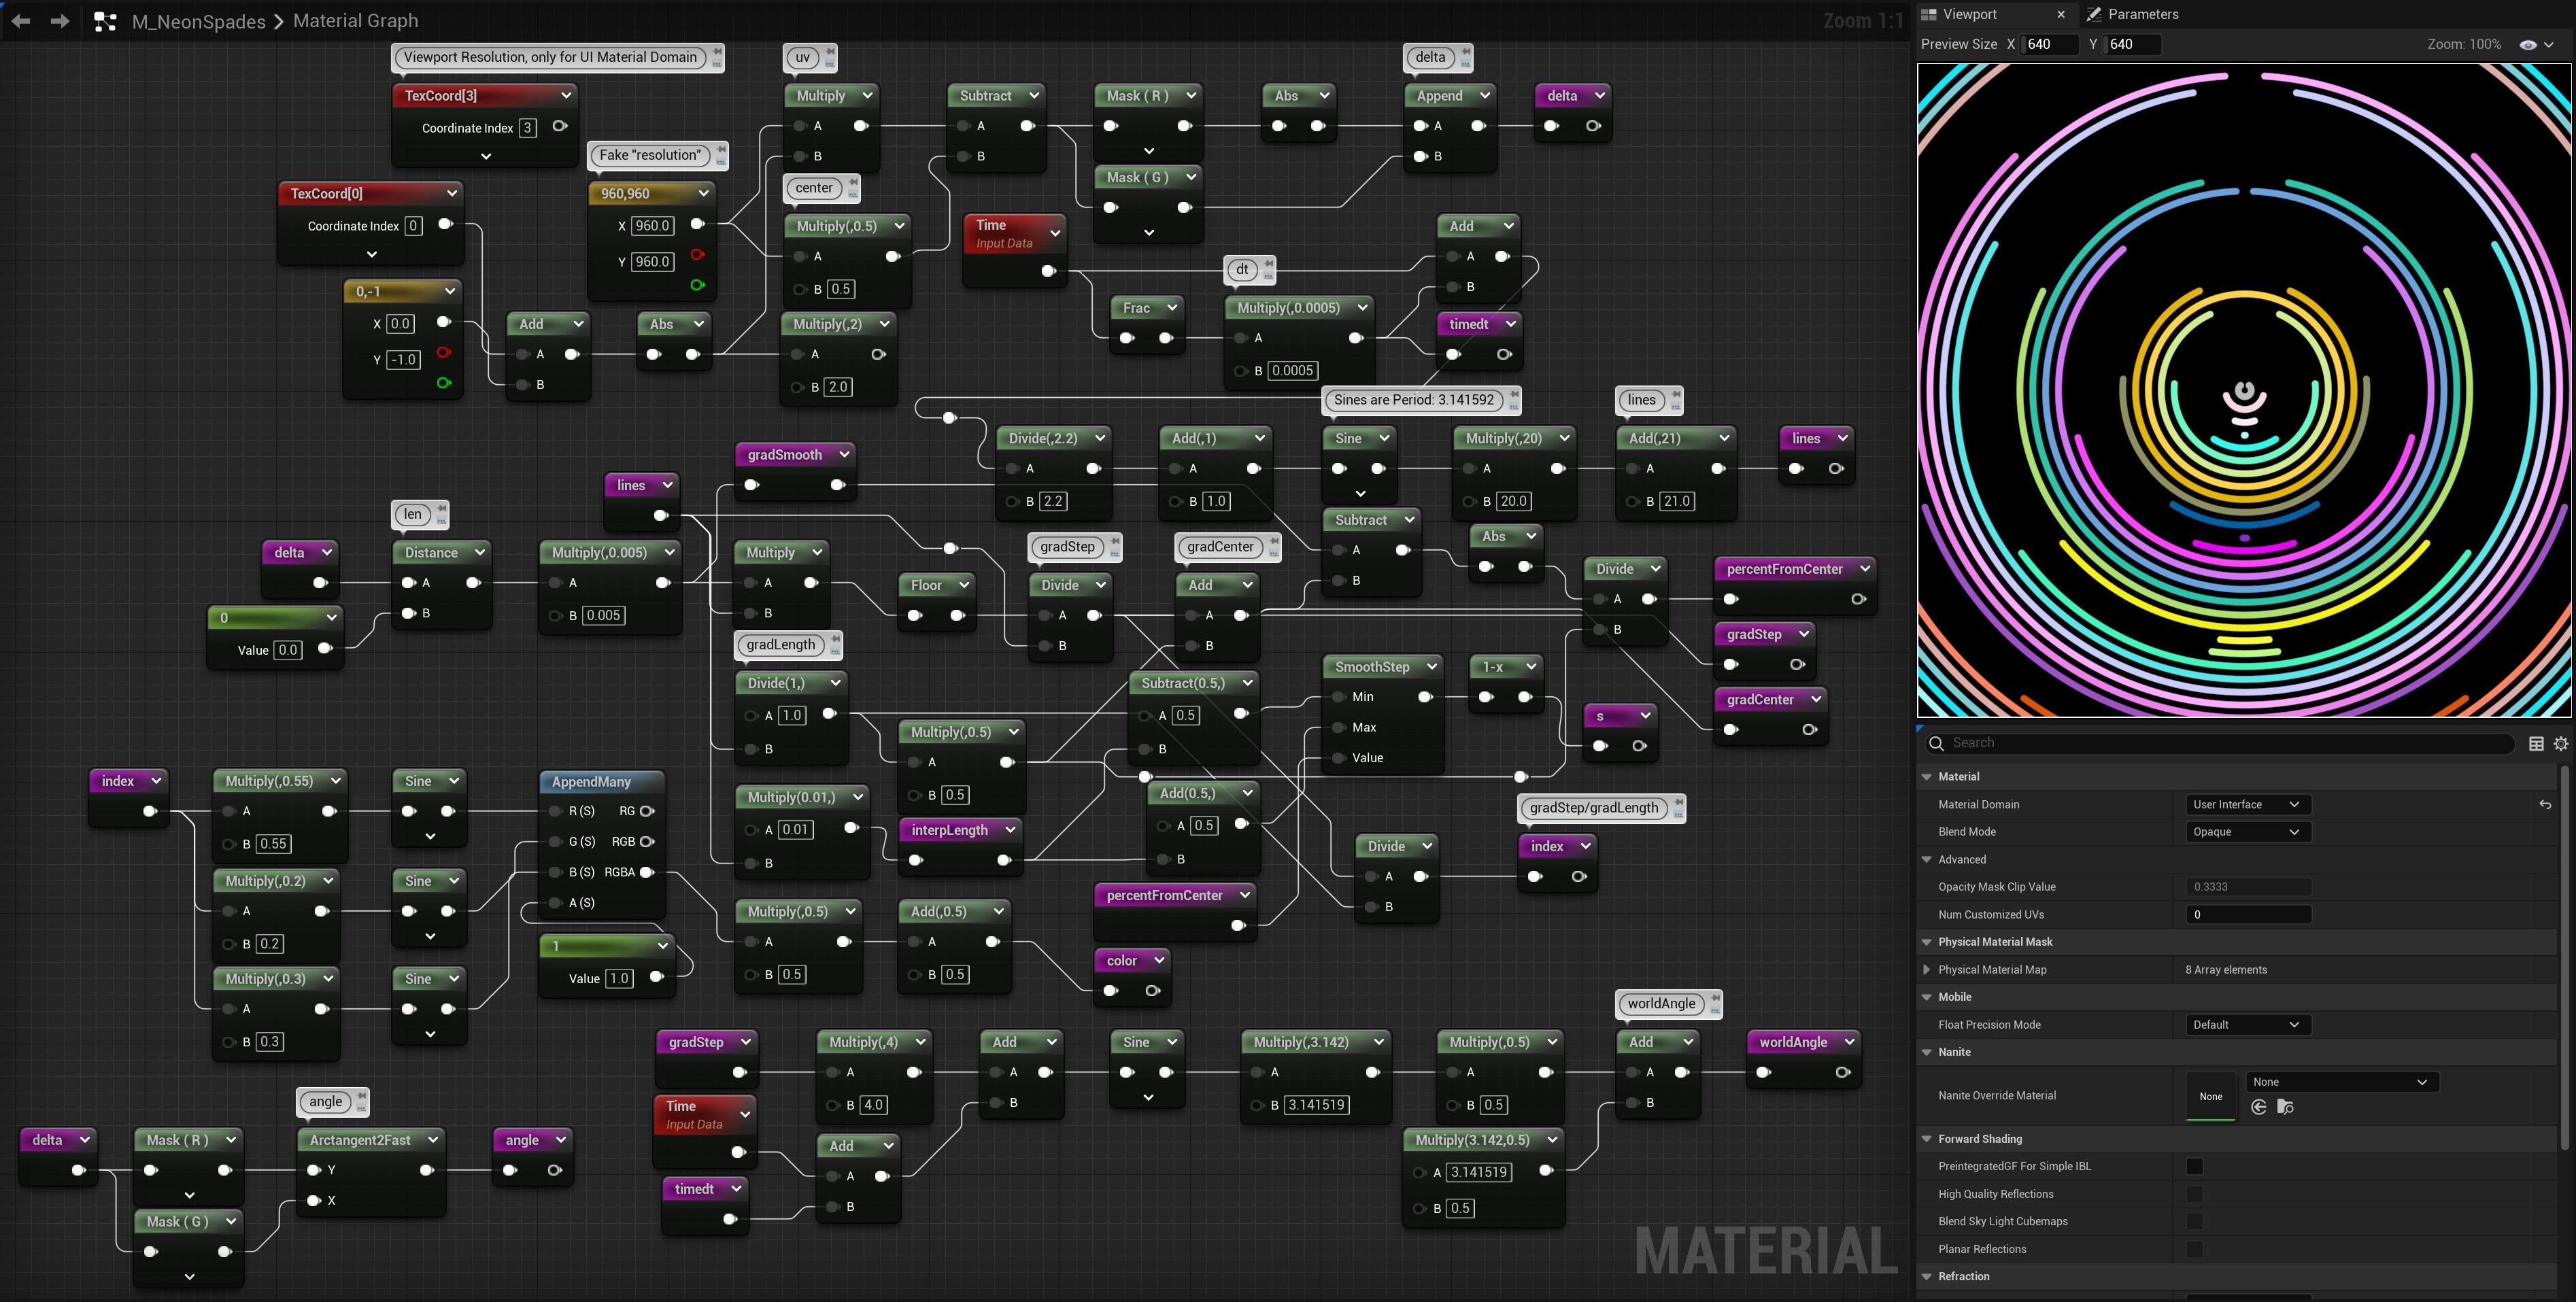 M_NeonSpades > Material Graph
Zoom 1:1
Viewport Resolution, only for UI Material Domain
uv
delta
TexCoord[3]
Coordinate Index 3
Multiply
A
B
Subtract
A
B
Mask ( R )
Abs
Append
A
B
delta
Fake "resolution"
Mask ( G )
TexCoord[0]
Coordinate Index 0
960,960
X 960.0
Y 960.0
center
Multiply(,0.5)
A
B 0.5
Time
Input Data
Add
A
B
dt
0,-1
X 0.0
Y -1.0
Add
A
B
Abs
Multiply(,2)
A
B 2.0
Frac
Multiply(,0.0005)
A
B 0.0005
timedt
Sines are Period: 3.141592
lines
Divide(,2.2)
A
B 2.2
Add(,1)
A
B 1.0
Sine
Multiply(,20)
A
B 20.0
Add(,21)
A
B 21.0
lines
gradSmooth
lines
len
delta
Distance
A
B
Multiply(,0.005)
A
B 0.005
0
Value 0.0
Multiply
A
B
Floor
gradStep
Divide
A
B
gradCenter
Add
A
B
Subtract
A
B
Abs
Divide
A
B
percentFromCenter
gradStep
gradCenter
gradLength
Divide(1,)
A 1.0
B
Multiply(,0.5)
A
B 0.5
Subtract(0.5,)
A 0.5
B
SmoothStep
Min
Max
Value
1-x
s
Multiply(0.01,)
A 0.01
B
interpLength
Add(0.5,)
A 0.5
B
gradStep/gradLength
Divide
A
B
index
percentFromCenter
index
Multiply(,0.55)
A
B 0.55
Sine
Multiply(,0.2)
A
B 0.2
Sine
Multiply(,0.3)
A
B 0.3
Sine
AppendMany
R (S) RG
G (S) RGB
B (S) RGBA
A (S)
1
Value 1.0
Multiply(,0.5)
A
B 0.5
Add(,0.5)
A
B 0.5
color
gradStep
Multiply(,4)
A
B 4.0
Add
A
B
Sine
Multiply(,3.142)
A
B 3.141519
Multiply(,0.5)
A
B 0.5
worldAngle
Add
A
B
worldAngle
Time
Input Data
timedt
Add
A
B
Multiply(3.142,0.5)
A 3.141519
B 0.5
angle
delta
Mask ( R )
Mask ( G )
Arctangent2Fast
Y
X
angle
MATERIAL
Viewport
Parameters
Preview Size X 640 Y 640
Zoom: 100%
Search
Material
Material Domain User Interface
Blend Mode Opaque
Advanced
Opacity Mask Clip Value 0.3333
Num Customized UVs 0
Physical Material Mask
Physical Material Map 8 Array elements
Mobile
Float Precision Mode Default
Nanite
Nanite Override Material None None
Forward Shading
PreintegratedGF For Simple IBL
High Quality Reflections
Blend Sky Light Cubemaps
Planar Reflections
Refraction